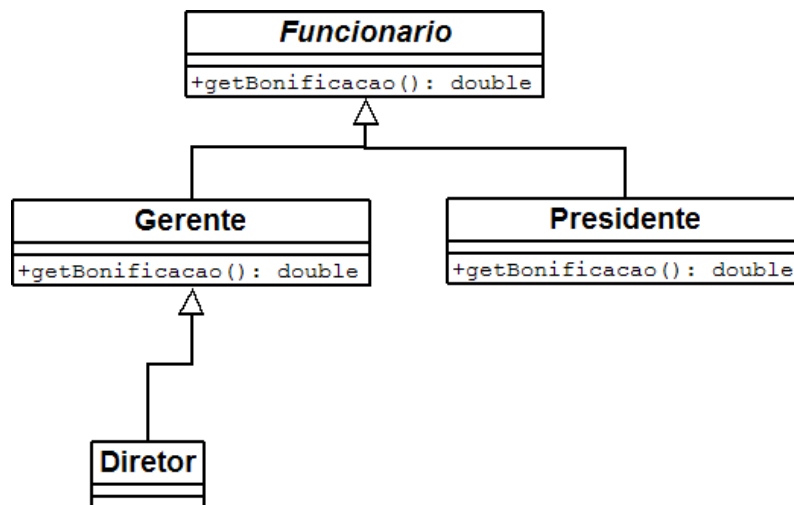 Funcionario
+getBonificacao(): double
Gerente
+getBonificacao(): double
Presidente
+getBonificacao(): double
Diretor